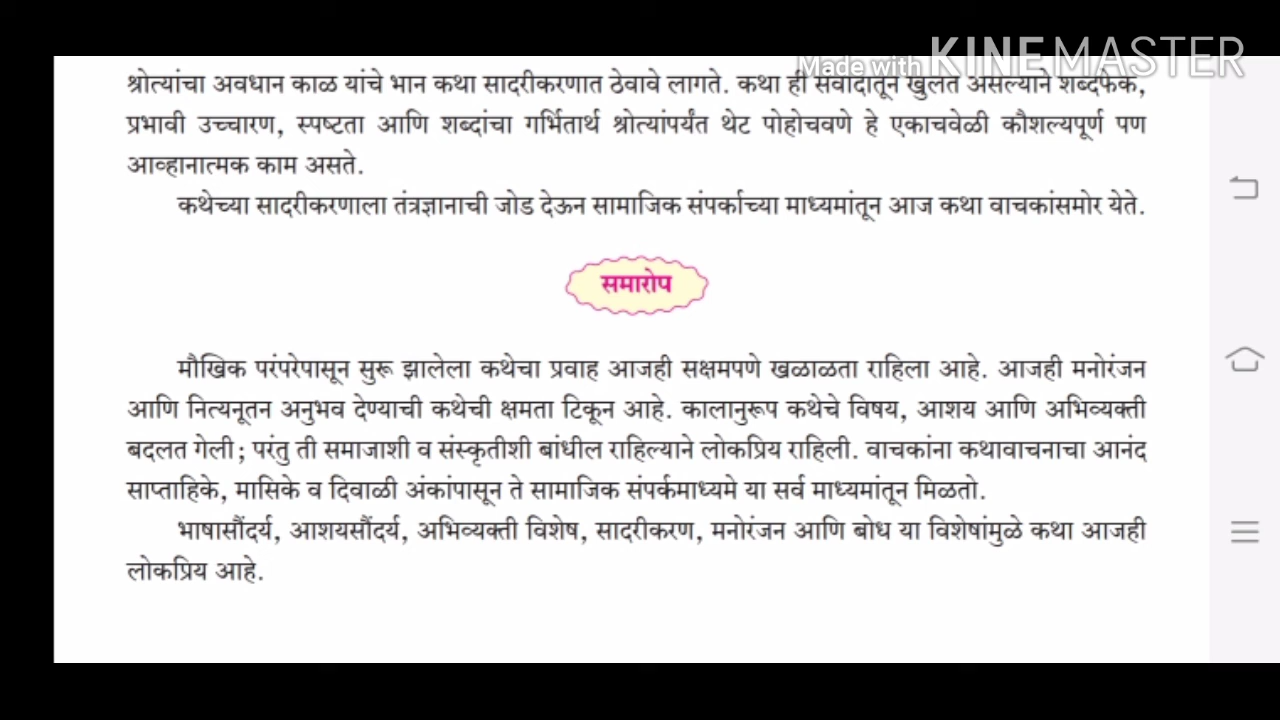 Made with KINEMASTER
श्रोत्यांचा अवधान काळ यांचे भान कथा सादरीकरणात ठेवावे लागते. कथा ही संवादातून खुलत असल्याने शब्दफेक,
प्रभावी उच्चारण, स्पष्टता आणि शब्दांचा गर्भितार्थ श्रोत्यांपर्यंत थेट पोहोचवणे हे एकाचवेळी कौशल्यपूर्ण पण
आव्हानात्मक काम असते.
कथेच्या सादरीकरणाला तंत्रज्ञानाची जोड देऊन सामाजिक संपर्काच्या माध्यमांतून आज कथा वाचकांसमोर येते.
समारोप
मौखिक परंपरेपासून सुरू झालेला कथेचा प्रवाह आजही सक्षमपणे खळाळता राहिला आहे. आजही मनोरंजन
आणि नित्यनूतन अनुभव देण्याची कथेची क्षमता टिकून आहे. कालानुरूप कथेचे विषय, आशय आणि अभिव्यक्ती
बदलत गेली; परंतु ती समाजाशी व संस्कृतीशी बांधील राहिल्याने लोकप्रिय राहिली. वाचकांना कथावाचनाचा आनंद
साप्ताहिके, मासिके व दिवाळी अंकांपासून ते सामाजिक संपर्कमाध्यमे या सर्व माध्यमांतून मिळतो.
भाषासौंदर्य, आशयसौंदर्य, अभिव्यक्ती विशेष, सादरीकरण, मनोरंजन आणि बोध या विशेषांमुळे कथा आजही
लोकप्रिय आहे.